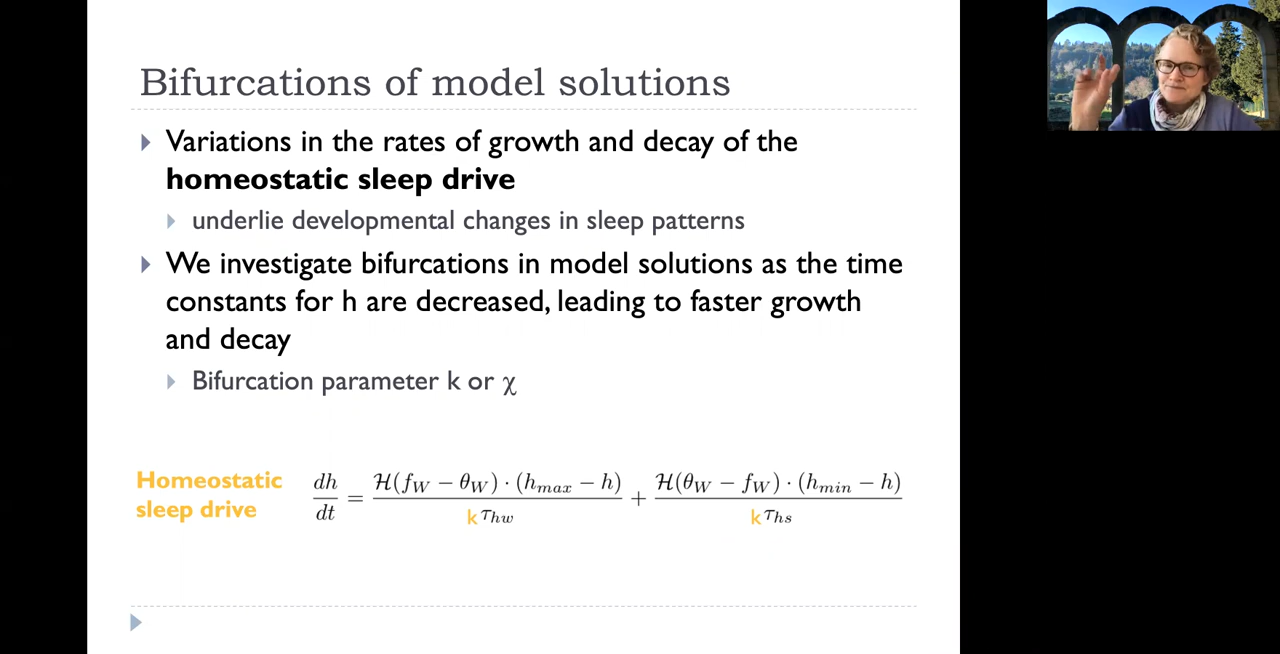 Bifurcations of model solutions
Variations in the rates of growth and decay of the
homeostatic sleep drive
underlie developmental changes in sleep patterns
We investigate bifurcations in model solutions as the time
constants for h are decreased, leading to faster growth
and decay
Bifurcation parameter k or χ
Homeostatic
sleep drive
dh/dt = ℋ(f_W − θ_W) · (h_max − h) / k τ_hw + ℋ(θ_W − f_W) · (h_min − h) / k τ_hs